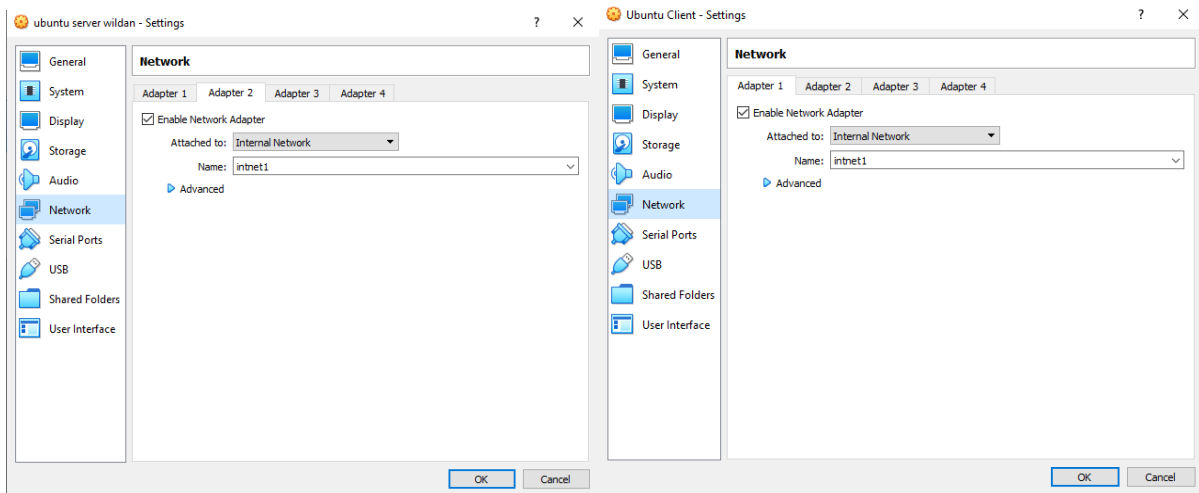 ubuntu server wildan - Settings ? ×
General
System
Display
Storage
Audio
Network
Serial Ports
USB
Shared Folders
User Interface
Network
Adapter 1 Adapter 2 Adapter 3 Adapter 4
Enable Network Adapter
Attached to: Internal Network
Name: intnet1
Advanced
OK Cancel
Ubuntu Client - Settings ? ×
General
System
Display
Storage
Audio
Network
Serial Ports
USB
Shared Folders
User Interface
Network
Adapter 1 Adapter 2 Adapter 3 Adapter 4
Enable Network Adapter
Attached to: Internal Network
Name: intnet1
Advanced
OK Cancel